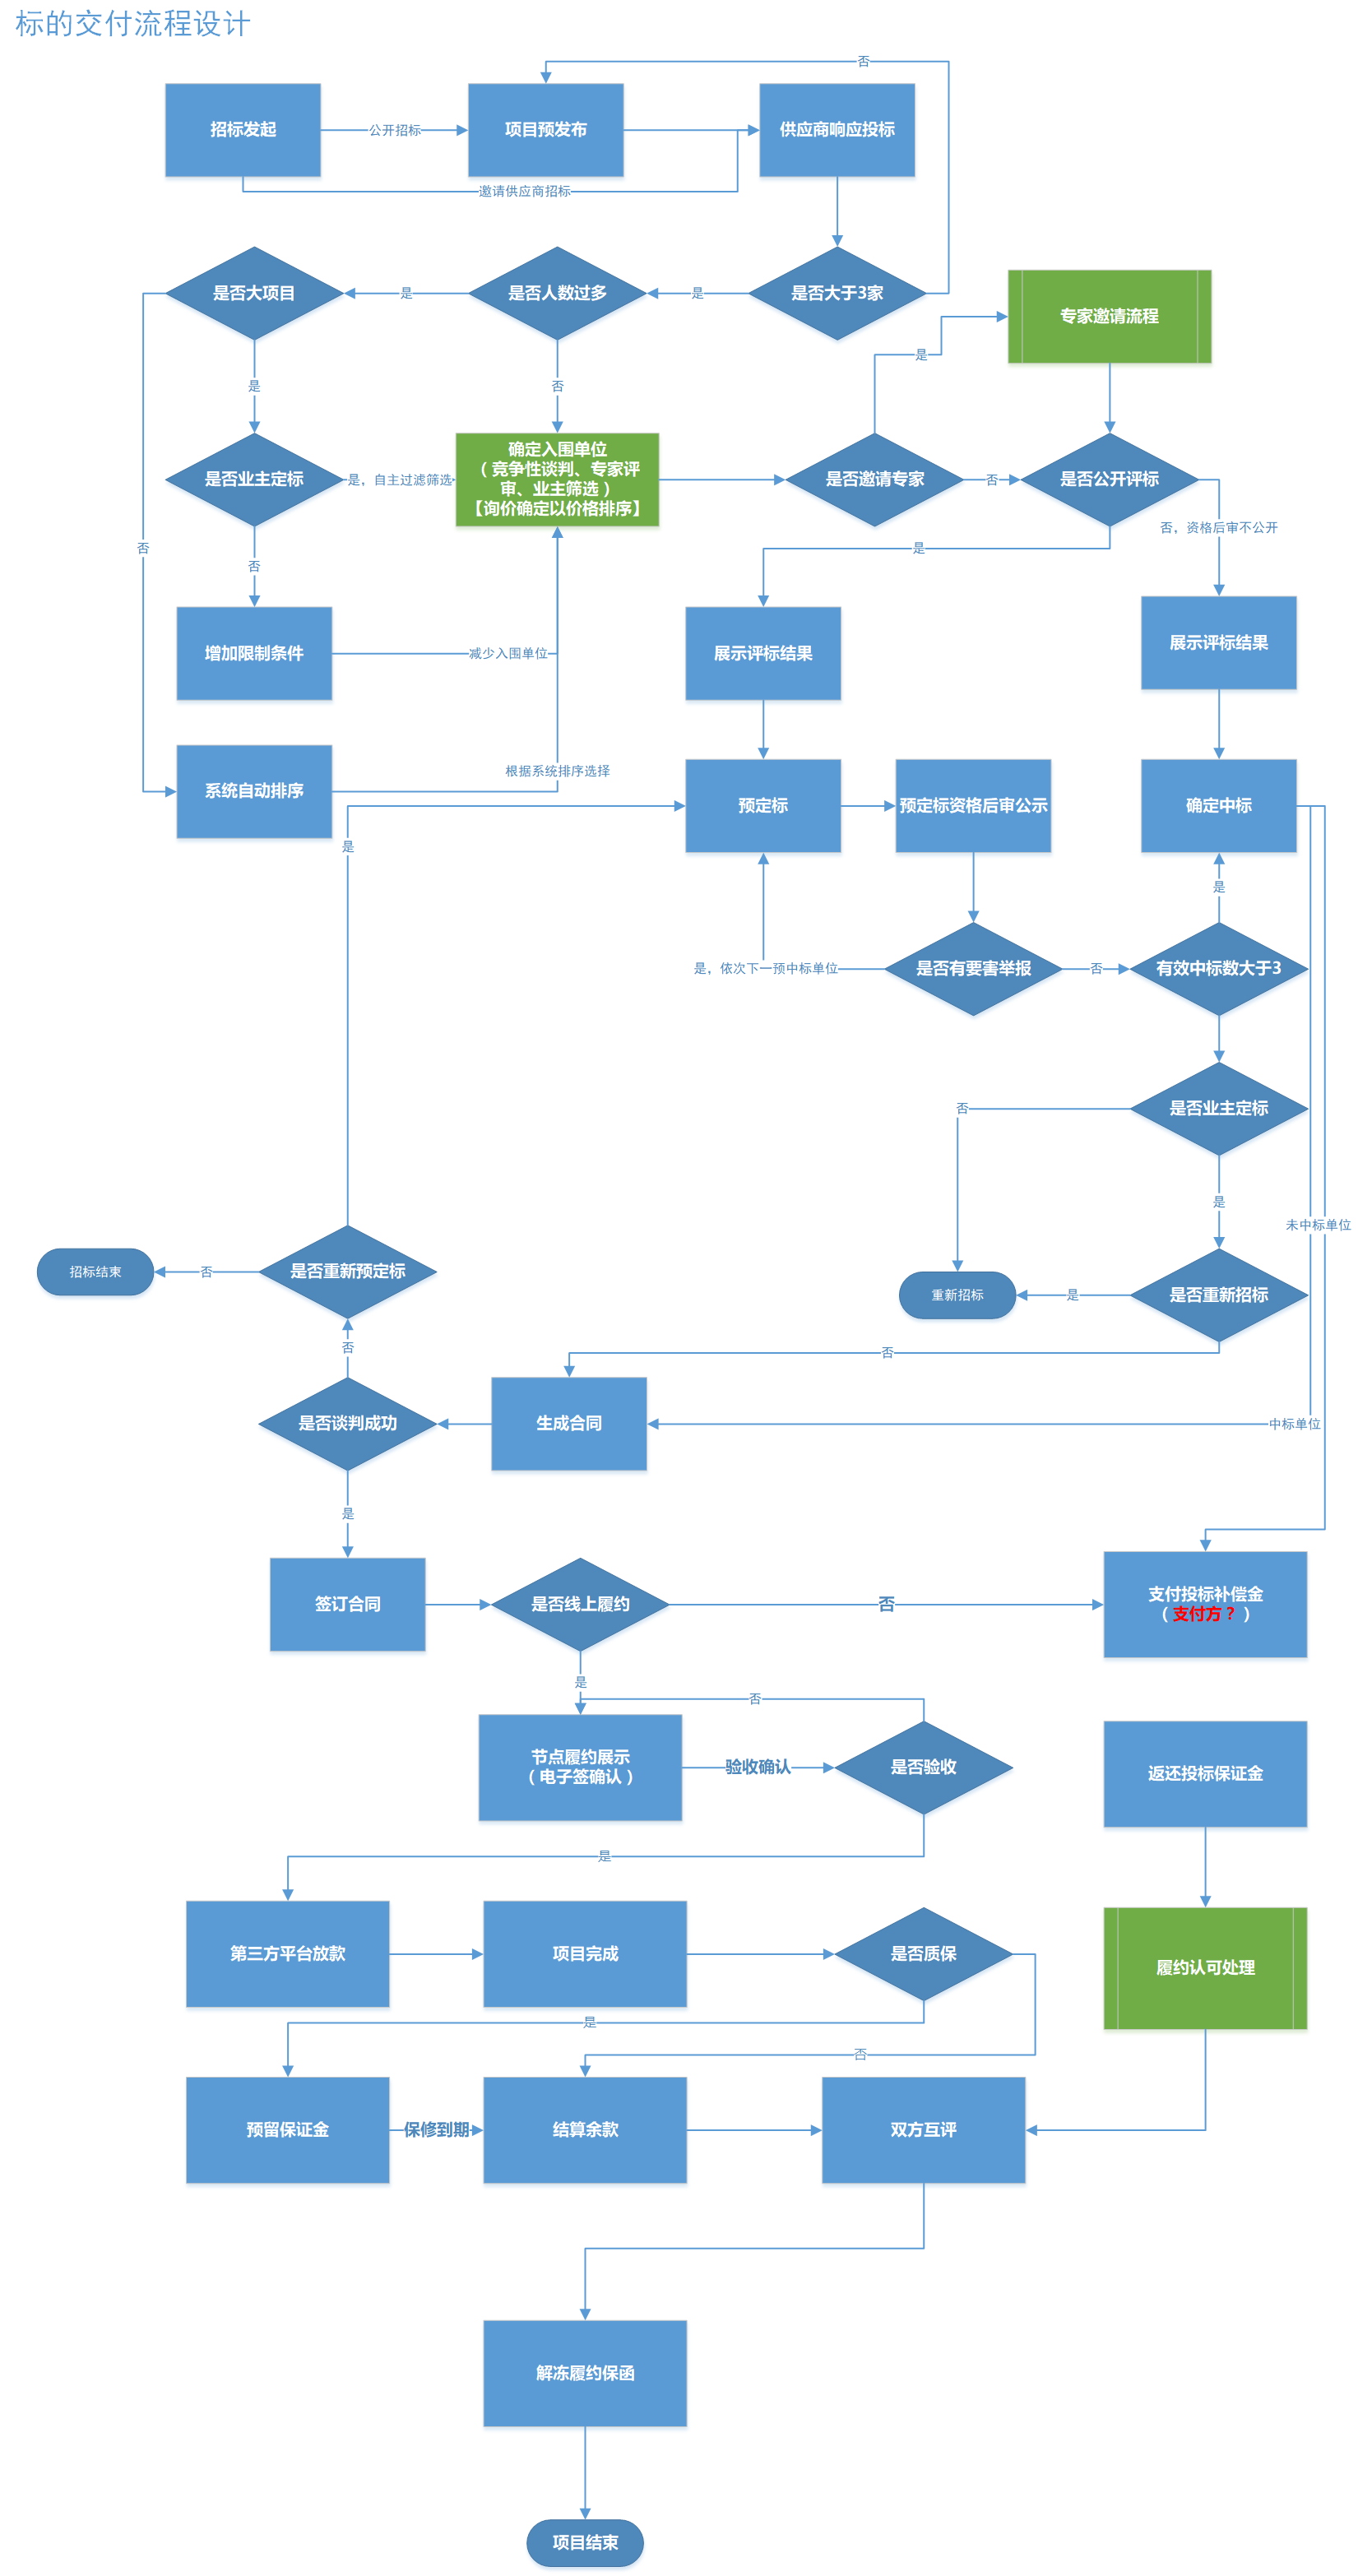 标的交付流程设计
否
招标发起
公开招标
项目预发布
供应商响应投标
邀请供应商招标
是否大项目
是
是否人数过多
是
是否大于3家
专家邀请流程
是
是
否
确定入围单位
（竞争性谈判、专家评
审、业主筛选）
【询价确定以价格排序】
是否业主定标
是，自主过滤筛选
是否邀请专家
否
是否公开评标
否，资格后审不公开
否
是
否
增加限制条件
减少入围单位
展示评标结果
展示评标结果
根据系统排序选择
系统自动排序
预定标
预定标资格后审公示
确定中标
是
是
是，依次下一预中标单位
是否有要害举报
否
有效中标数大于3
否
是否业主定标
是
未中标单位
招标结束
否
是否重新预定标
重新招标
是
是否重新招标
否
否
是否谈判成功
生成合同
中标单位
是
签订合同
是否线上履约
否
支付投标补偿金
（支付方？）
是
否
节点履约展示
（电子签确认）
验收确认
是否验收
返还投标保证金
是
第三方平台放款
项目完成
是否质保
履约认可处理
是
否
预留保证金
保修到期
结算余款
双方互评
解冻履约保函
项目结束